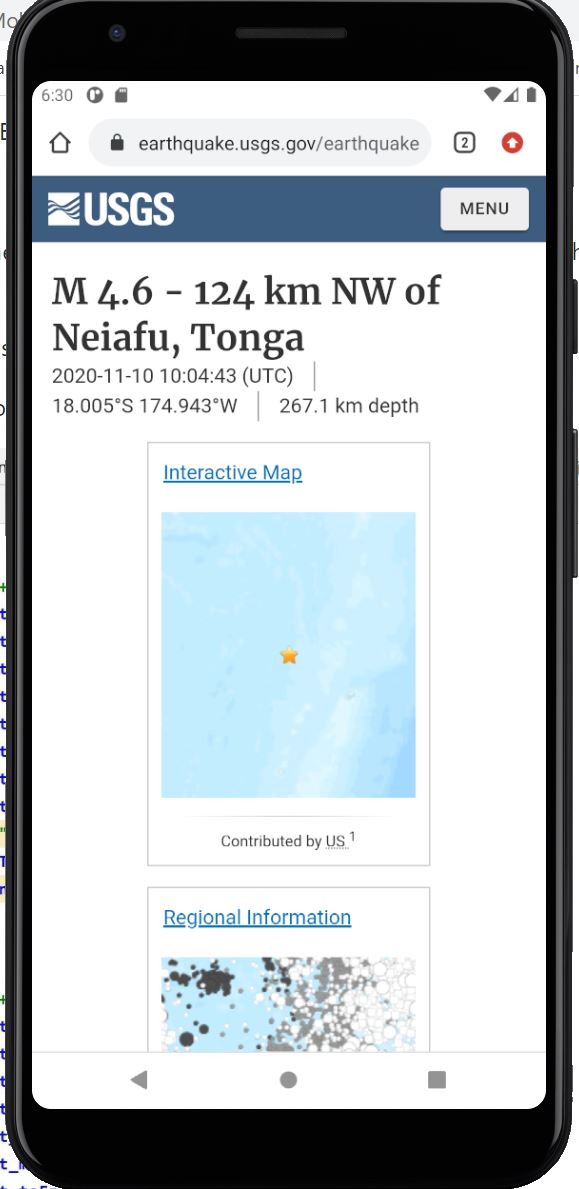 6:30
earthquake.usgs.gov/earthquake
2
USGS
MENU
M 4.6 - 124 km NW of
Neiafu, Tonga
2020-11-10 10:04:43 (UTC)
18.005°S 174.943°W
267.1 km depth
Interactive Map
Contributed by US 1
Regional Information